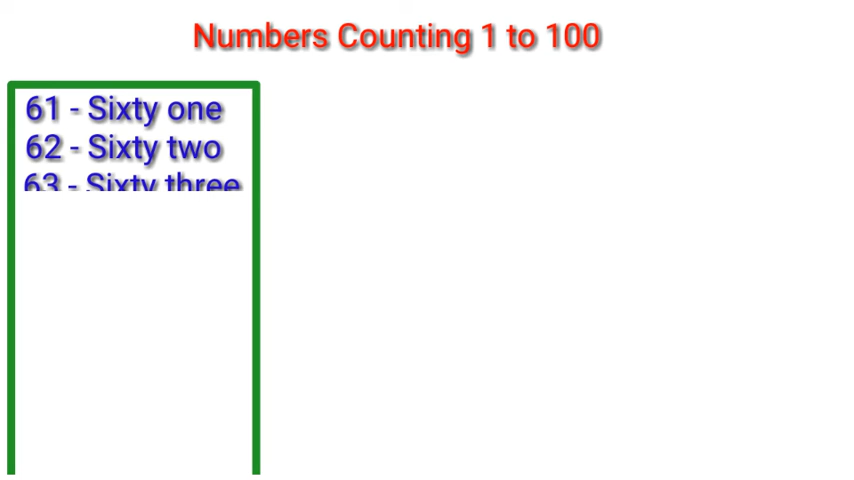 Numbers Counting 1 to 100
61 - Sixty one
62 - Sixty two
63 - Sixty three